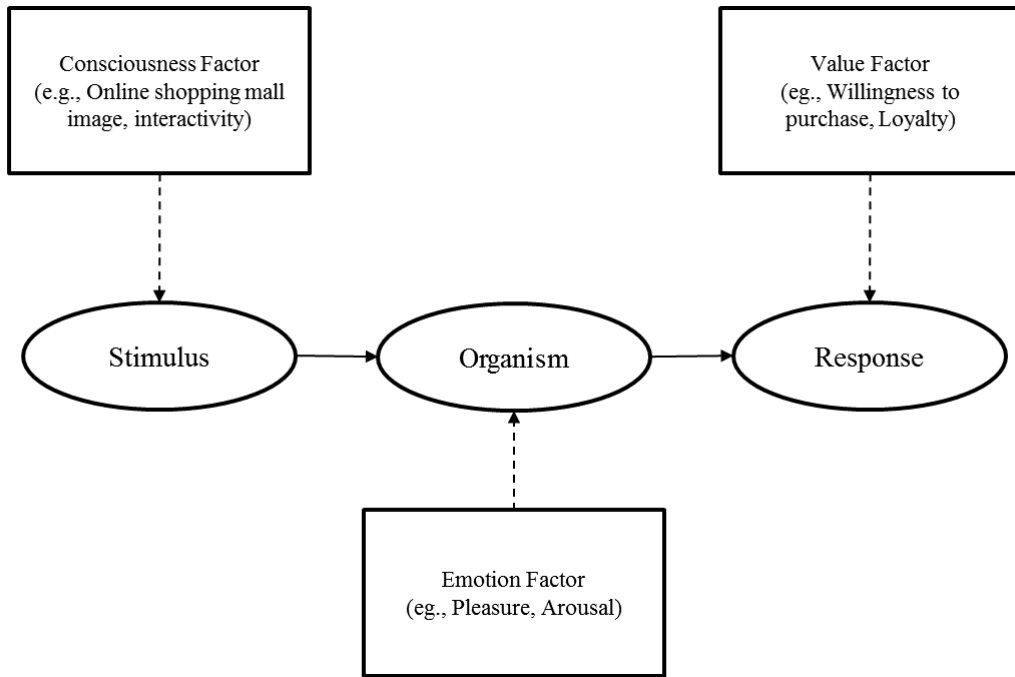 Consciousness Factor
(e.g., Online shopping mall
image, interactivity)
Value Factor
(eg., Willingness to
purchase, Loyalty)
Stimulus
Organism
Response
Emotion Factor
(eg., Pleasure, Arousal)